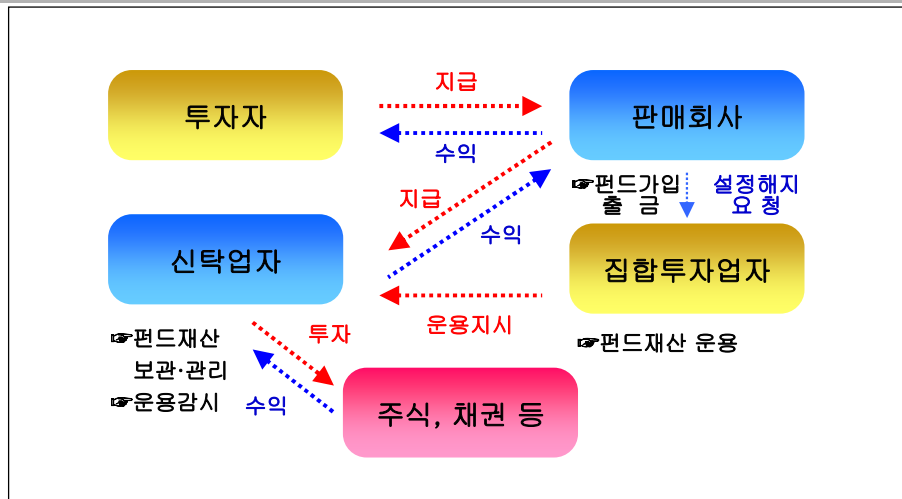 지급
투자자
판매회사
수익
☞펀드가입
출 금
설정해지
요 청
지급
수익
신탁업자
집합투자업자
운용지시
☞펀드재산
보관·관리
☞운용감시
투자
수익
☞펀드재산 운용
주식, 채권 등